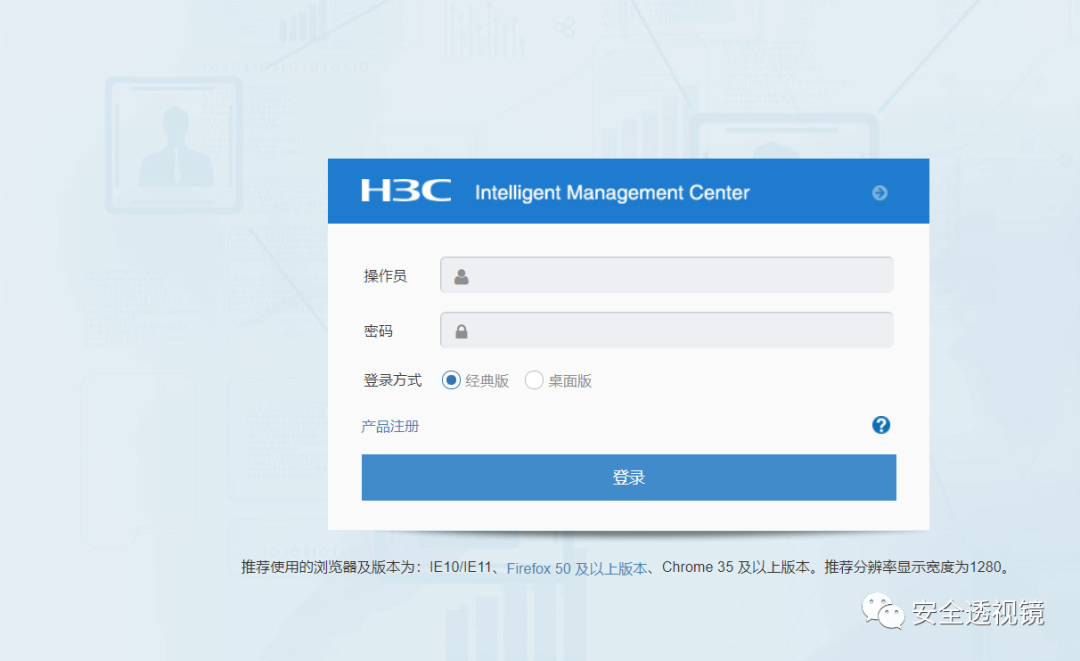 H3C Intelligent Management Center
操作员
密码
登录方式 经典版 桌面版
产品注册 ?
登录
推荐使用的浏览器及版本为：IE10/IE11、Firefox 50 及以上版本、Chrome 35 及以上版本。推荐分辨率显示宽度为1280。
安全透视镜